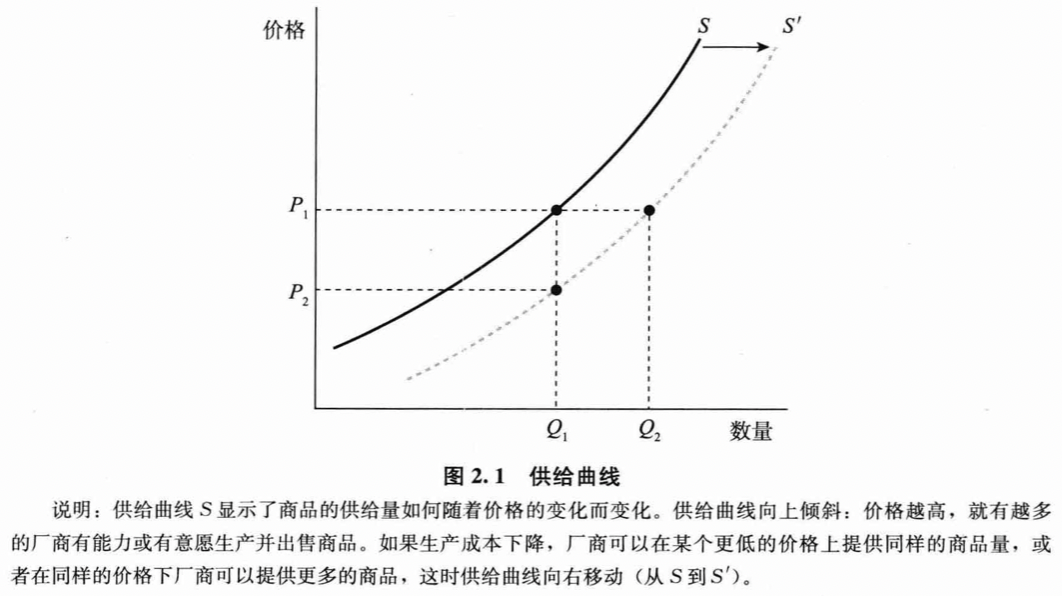 价格
S
S′
P₁
P₂
Q₁
Q₂
数量
图 2.1 供给曲线
说明：供给曲线 S 显示了商品的供给量如何随着价格的变化而变化。供给曲线向上倾斜：价格越高，就有越多
的厂商有能力或有意愿生产并出售商品。如果生产成本下降，厂商可以在某个更低的价格上提供同样的商品量，或
者在同样的价格下厂商可以提供更多的商品，这时供给曲线向右移动（从 S 到 S′）。